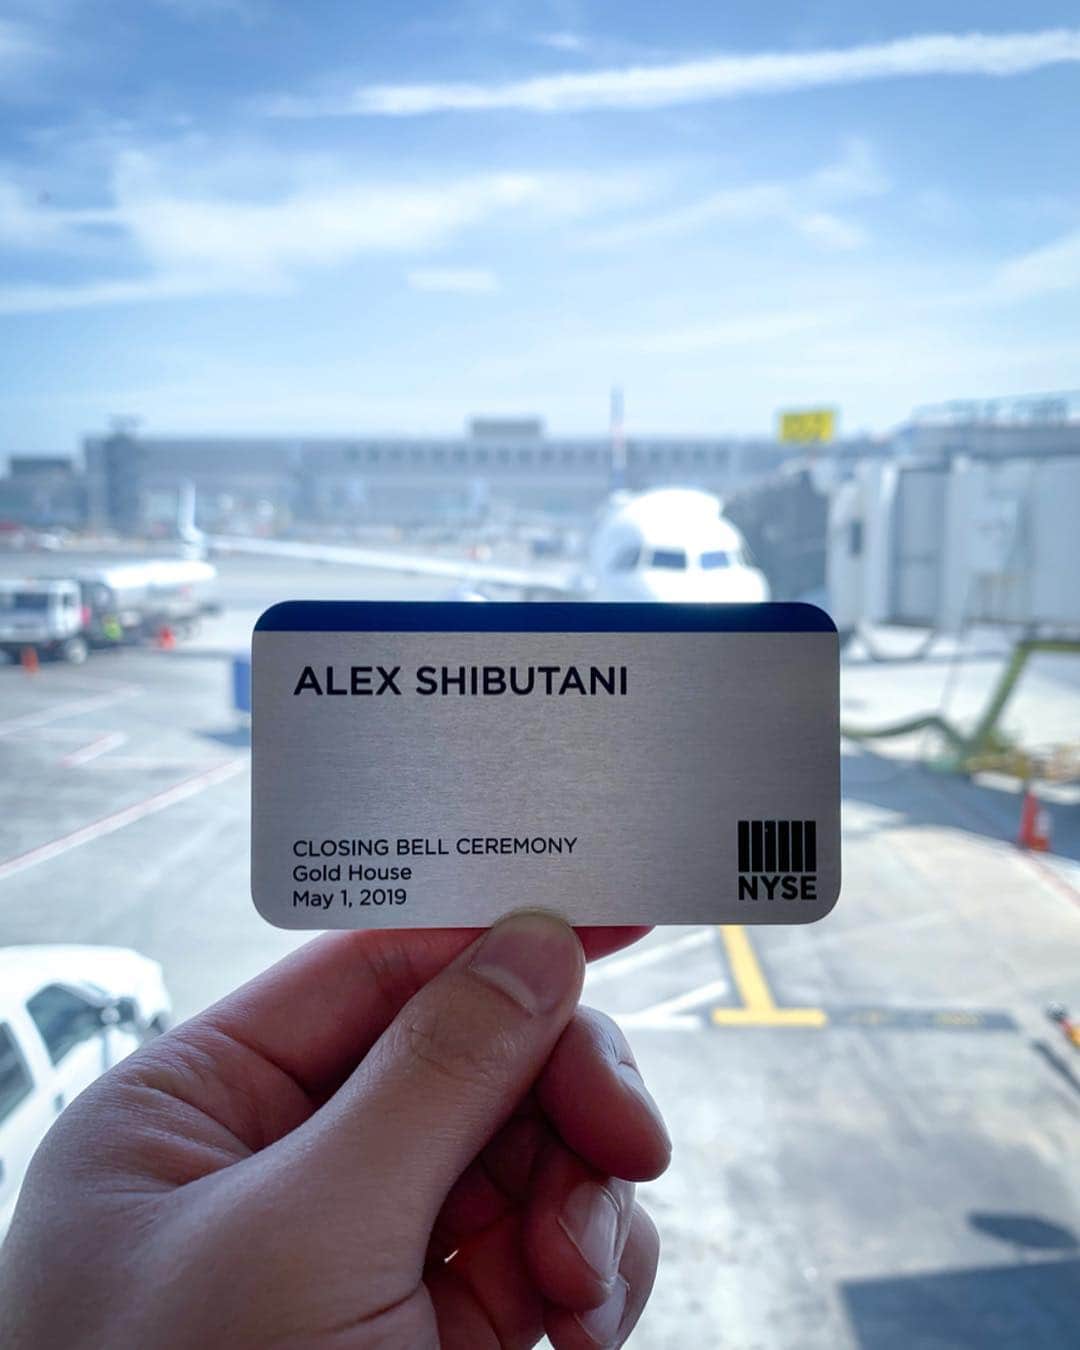 ALEX SHIBUTANI
CLOSING BELL CEREMONY
Gold House
May 1, 2019
NYSE